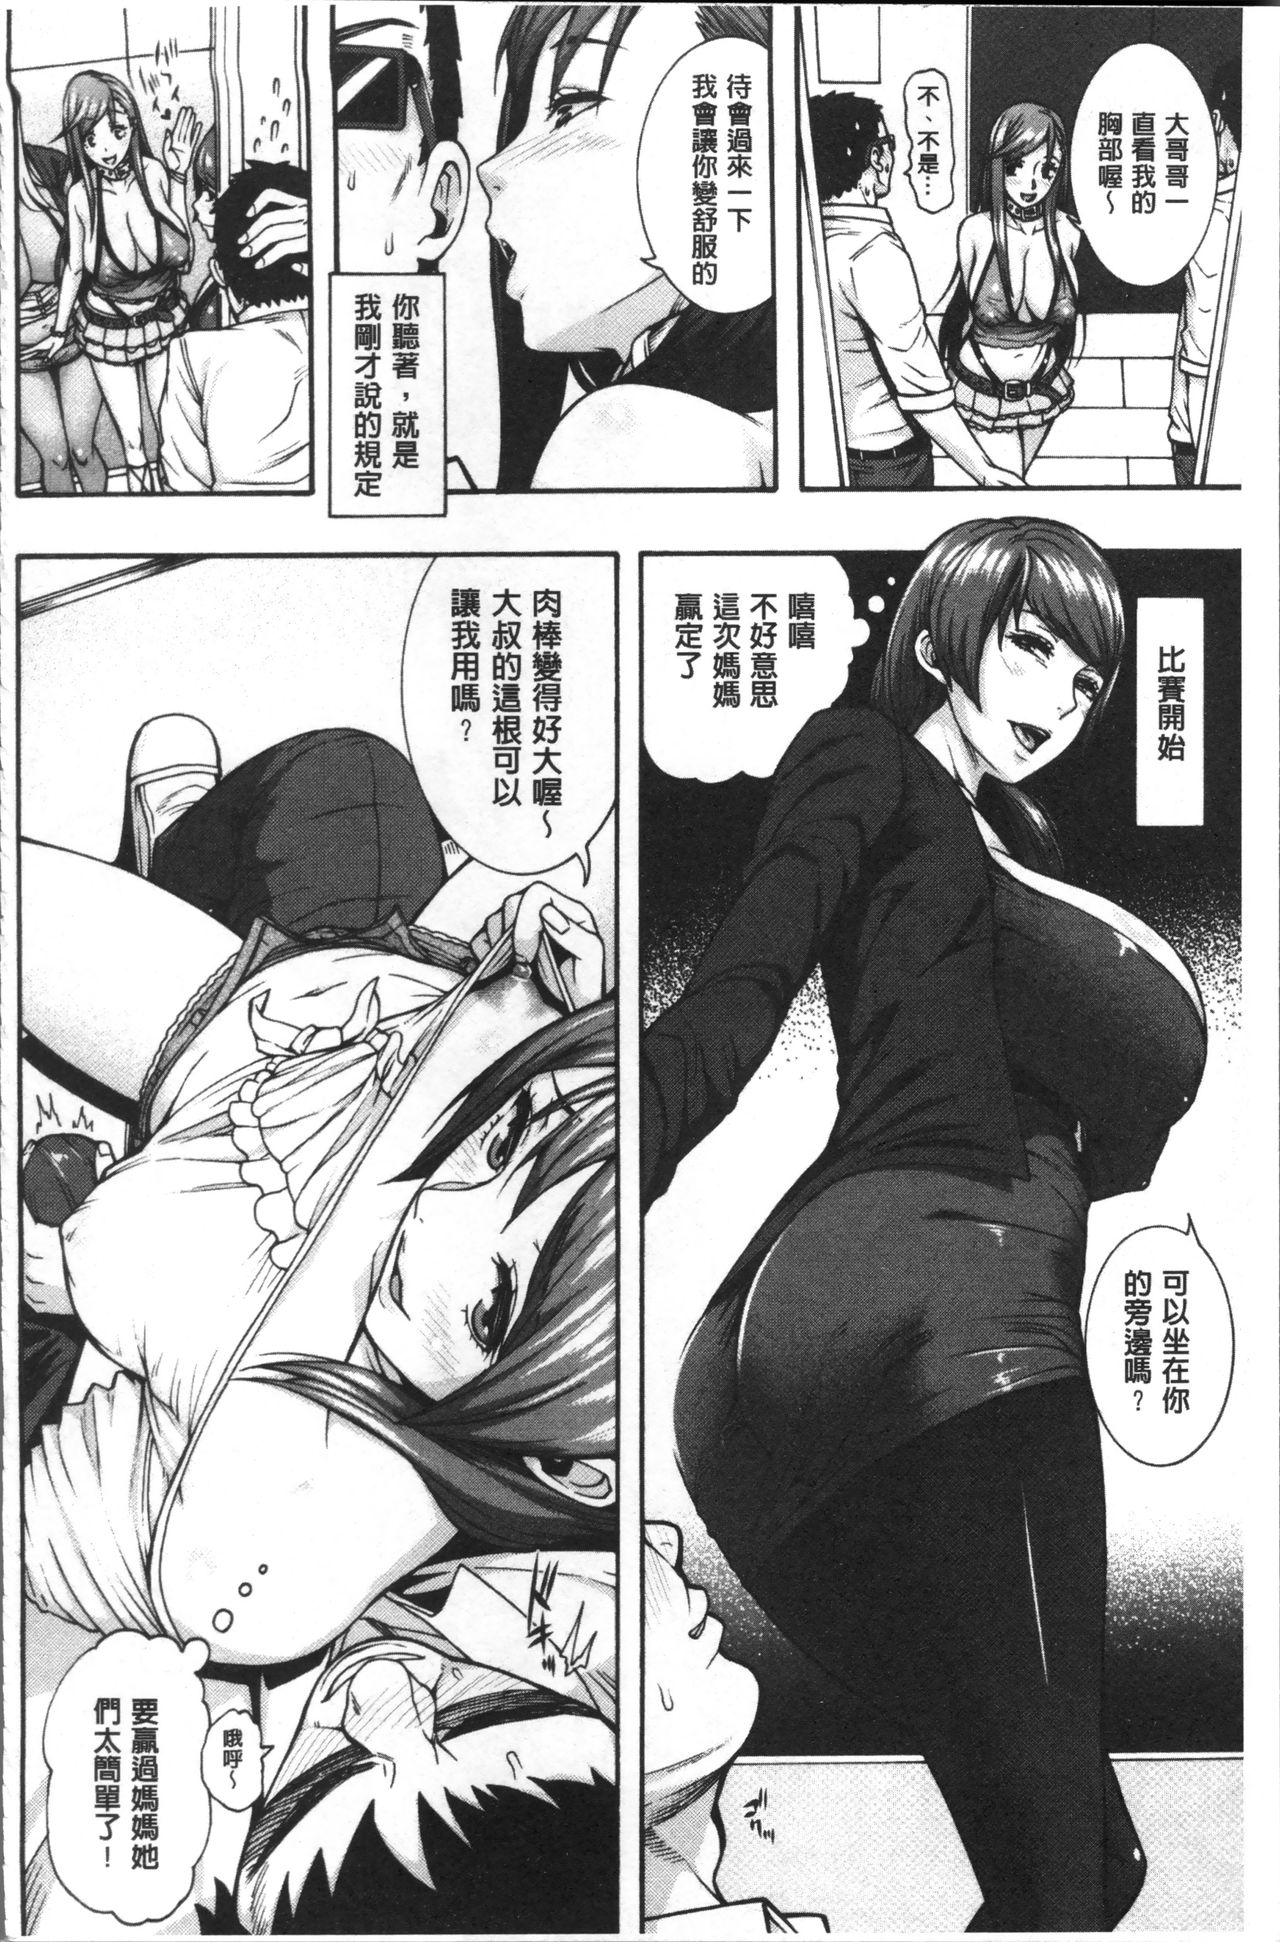 大哥哥一
直看我的
胸部喔～
不、不是…
待會過來一下
我會讓你變舒服的
你聽著，就是
我剛才說的規定
比賽開始
嘻嘻
不好意思
這次媽媽
贏定了
可以坐在你
的旁邊嗎？
肉棒變得好大喔～
大叔的這根可以
讓我用嗎？
哦呼～
要贏過媽媽她
們太簡單了！